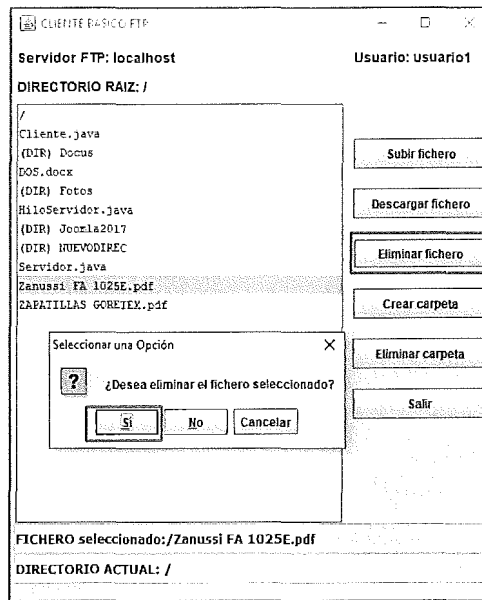 CLIENTE BASICO FTP
Servidor FTP: localhost
Usuario: usuario1
DIRECTORIO RAIZ: /
/
Cliente.java
(DIR) Docus
DOS.docx
(DIR) Fotos
HiloServidor.java
(DIR) Joomla2017
(DIR) NUEVODIREC
Servidor.java
Zanussi FA 1025E.pdf
ZAPATILLAS GORETEX.pdf
Subir fichero
Descargar fichero
Eliminar fichero
Crear carpeta
Eliminar carpeta
Salir
Seleccionar una Opción
¿Desea eliminar el fichero seleccionado?
Sí
No
Cancelar
FICHERO seleccionado:/Zanussi FA 1025E.pdf
DIRECTORIO ACTUAL: /